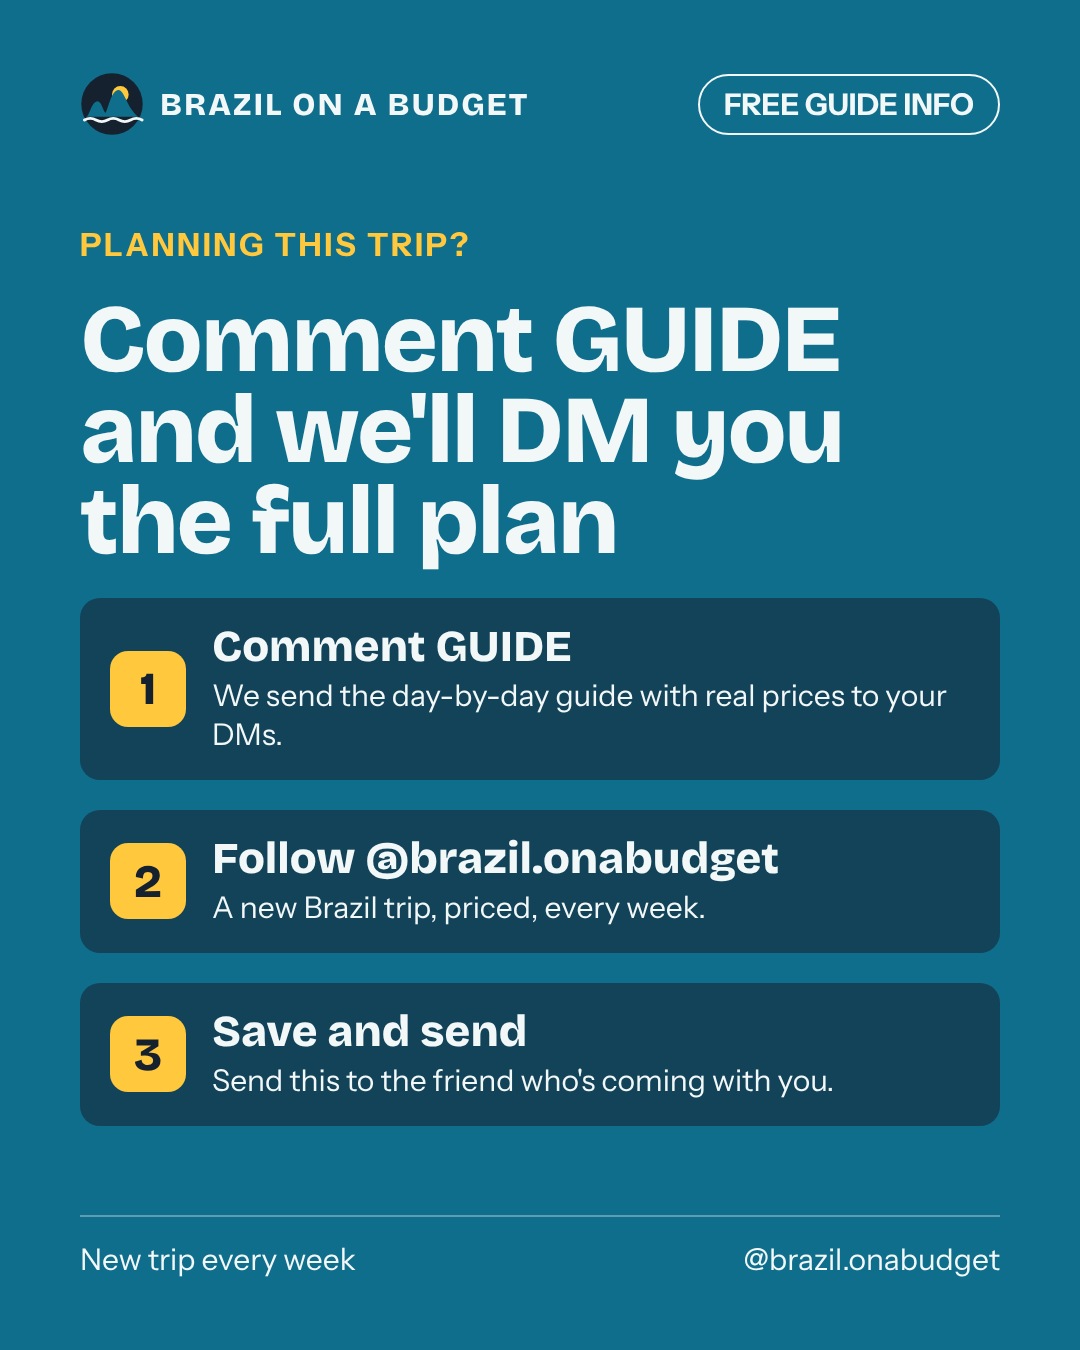 BRAZIL ON A BUDGET
FREE GUIDE INFO
PLANNING THIS TRIP?
Comment GUIDE
and we'll DM you
the full plan
1
Comment GUIDE
We send the day-by-day guide with real prices to your
DMs.
2
Follow @brazil.onabudget
A new Brazil trip, priced, every week.
3
Save and send
Send this to the friend who's coming with you.
New trip every week
@brazil.onabudget